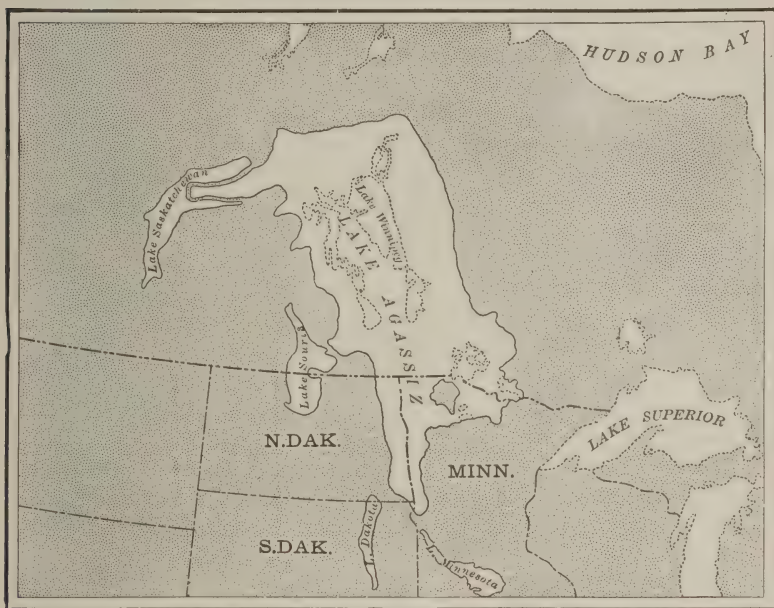 HUDSON BAY
Lake Saskatchewan
Lake Winnipeg
LAKE AGASSIZ
Lake Souris
LAKE SUPERIOR
N.DAK.
MINN.
S.DAK.
L. Dakota
L. Minnesota